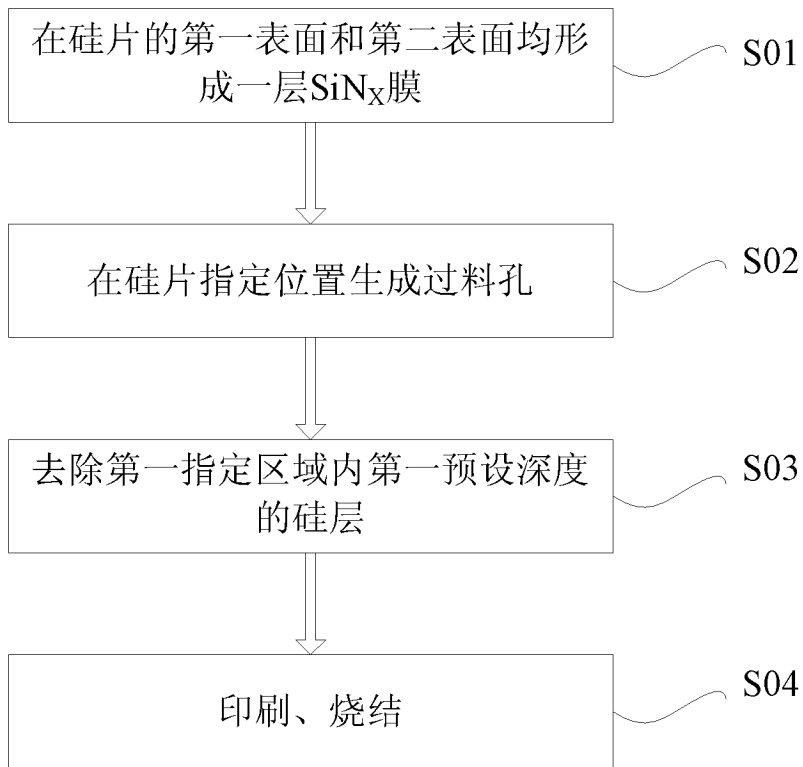 在硅片的第一表面和第二表面均形
成一层SiNX膜
S01
在硅片指定位置生成过料孔
S02
去除第一指定区域内第一预设深度
的硅层
S03
印刷、烧结
S04